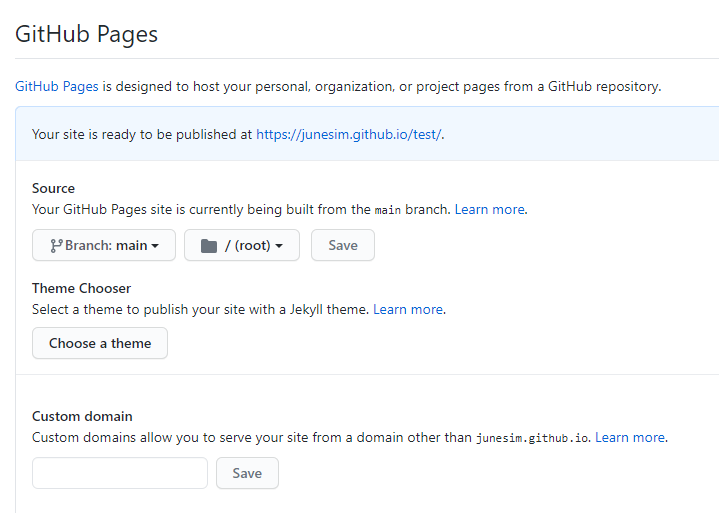 GitHub Pages
GitHub Pages is designed to host your personal, organization, or project pages from a GitHub repository.
Your site is ready to be published at https://junesim.github.io/test/.
Source
Your GitHub Pages site is currently being built from the main branch. Learn more.
Branch: main / (root) Save
Theme Chooser
Select a theme to publish your site with a Jekyll theme. Learn more.
Choose a theme
Custom domain
Custom domains allow you to serve your site from a domain other than junesim.github.io. Learn more.
Save